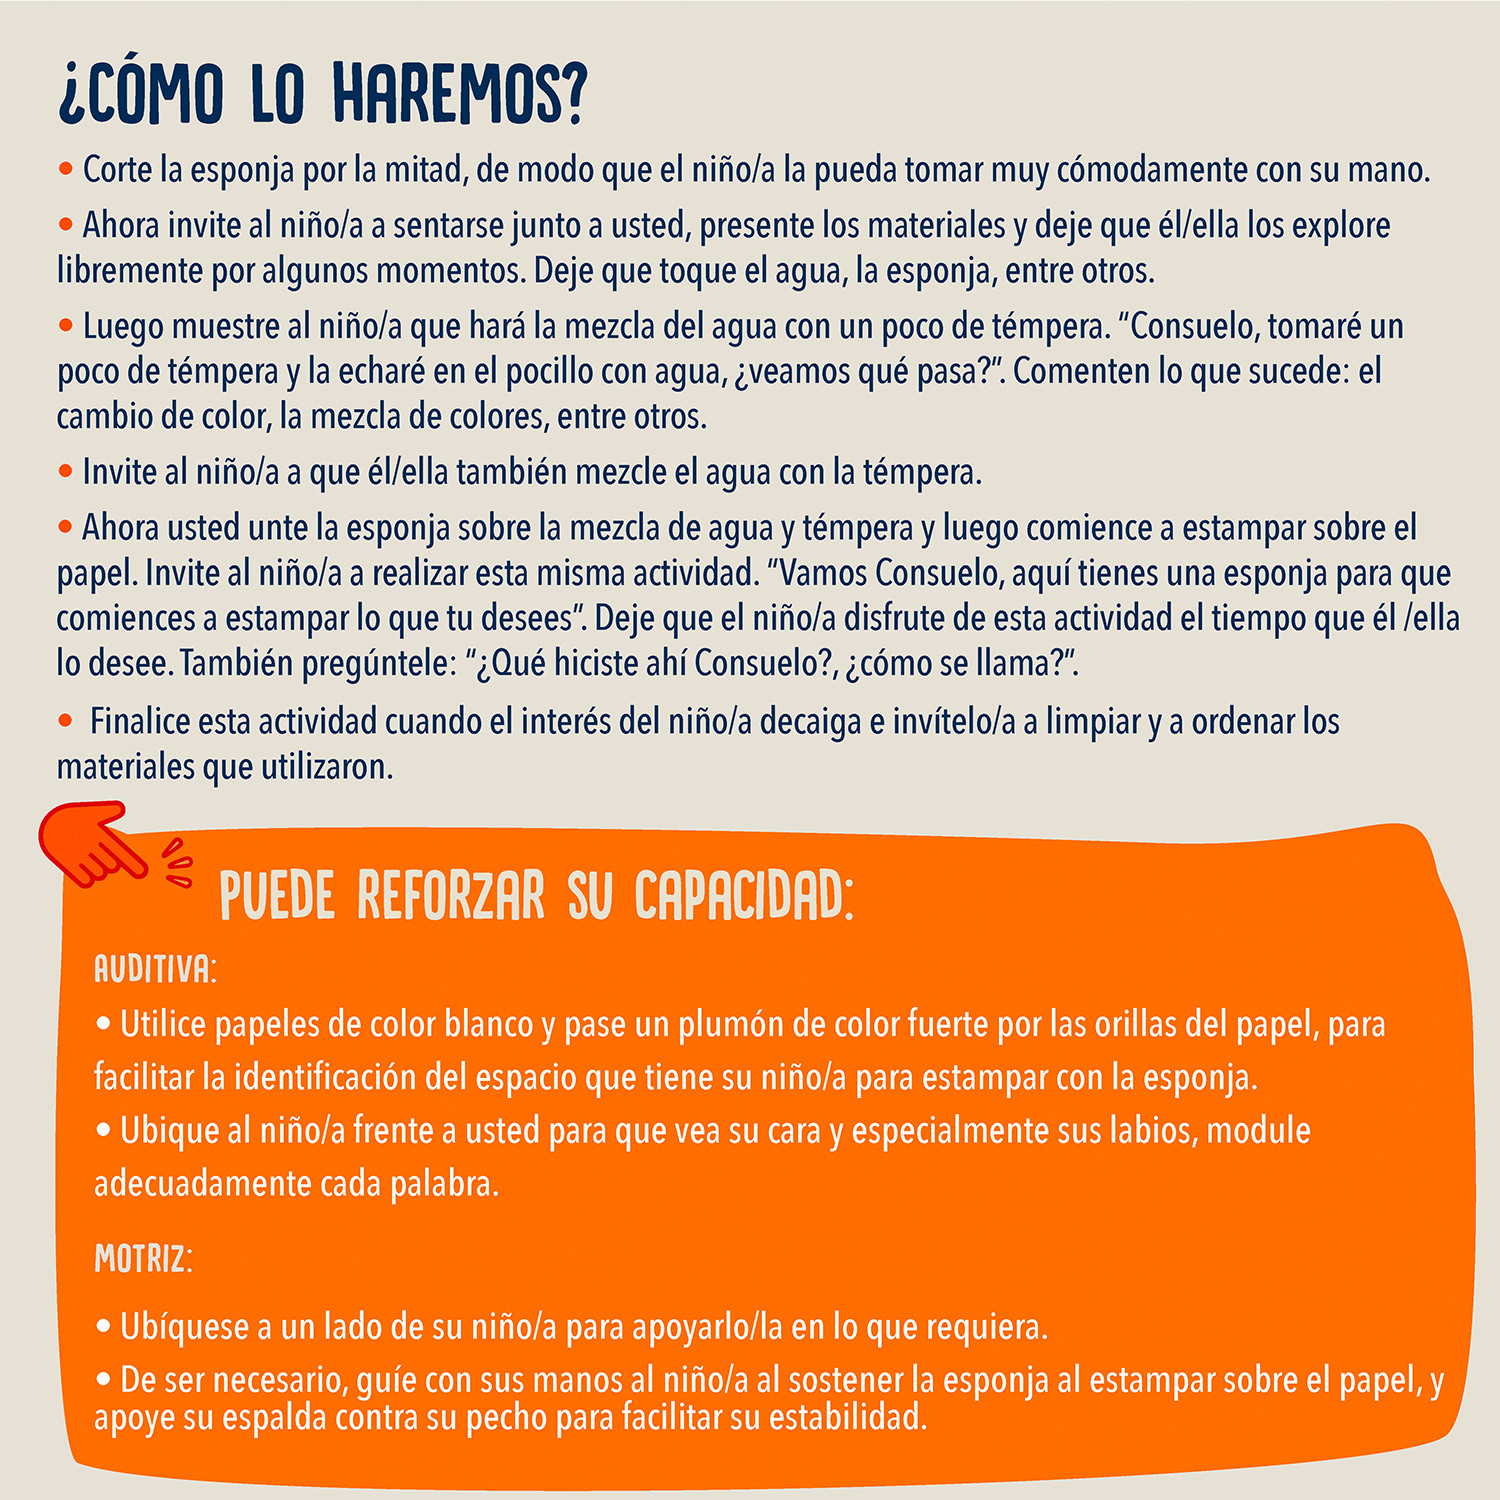 ¿CÓMO LO HAREMOS?
• Corte la esponja por la mitad, de modo que el niño/a la pueda tomar muy cómodamente con su mano.
• Ahora invite al niño/a a sentarse junto a usted, presente los materiales y deje que él/ella los explore
libremente por algunos momentos. Deje que toque el agua, la esponja, entre otros.
• Luego muestre al niño/a que hará la mezcla del agua con un poco de témpera. “Consuelo, tomaré un
poco de témpera y la echaré en el pocillo con agua, ¿veamos qué pasa?”. Comenten lo que sucede: el
cambio de color, la mezcla de colores, entre otros.
• Invite al niño/a a que él/ella también mezcle el agua con la témpera.
• Ahora usted unte la esponja sobre la mezcla de agua y témpera y luego comience a estampar sobre el
papel. Invite al niño/a a realizar esta misma actividad. “Vamos Consuelo, aquí tienes una esponja para que
comiences a estampar lo que tu desees“. Deje que el niño/a disfrute de esta actividad el tiempo que él /ella
lo desee. También pregúntele: “¿Qué hiciste ahí Consuelo?, ¿cómo se llama?”.
• Finalice esta actividad cuando el interés del niño/a decaiga e invítelo/a a limpiar y a ordenar los
materiales que utilizaron.
PUEDE REFORZAR SU CAPACIDAD:
AUDITIVA:
• Utilice papeles de color blanco y pase un plumón de color fuerte por las orillas del papel, para
facilitar la identificación del espacio que tiene su niño/a para estampar con la esponja.
• Ubique al niño/a frente a usted para que vea su cara y especialmente sus labios, module
adecuadamente cada palabra.
MOTRIZ:
• Ubíquese a un lado de su niño/a para apoyarlo/la en lo que requiera.
• De ser necesario, guíe con sus manos al niño/a al sostener la esponja al estampar sobre el papel, y
apoye su espalda contra su pecho para facilitar su estabilidad.